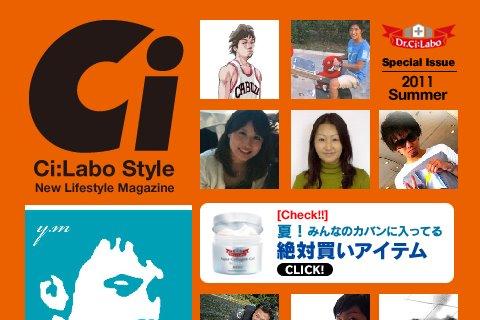 Ci
Ci:Labo Style
New Lifestyle Magazine
CABLE
Dr.Ci:Labo
Special Issue
2011
Summer
y.m
[Check!!]
夏！みんなのカバンに入ってる
絶対買いアイテム
CLICK!